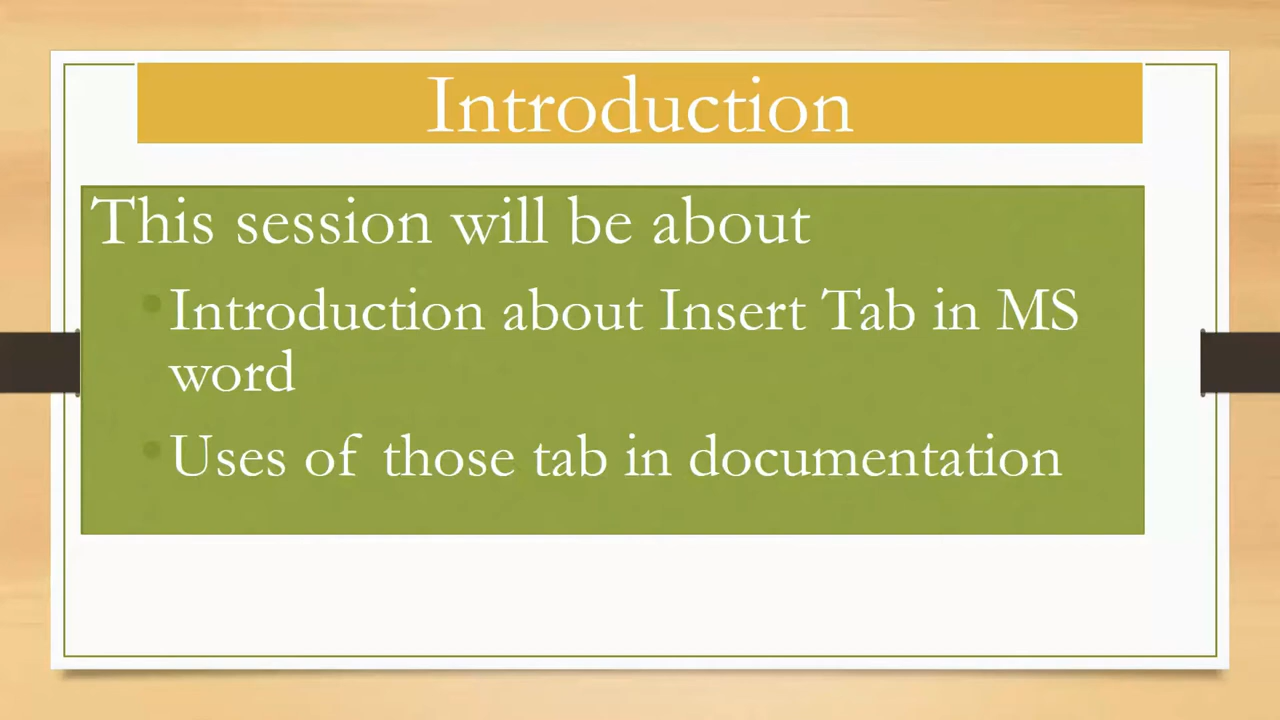 Introduction
This session will be about
Introduction about Insert Tab in MS
word
Uses of those tab in documentation